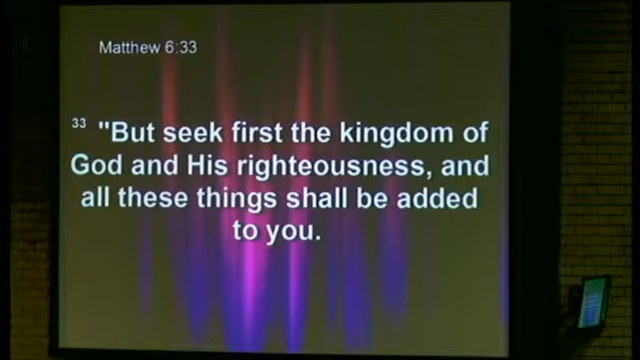 Matthew 6:33
33 "But seek first the kingdom of
God and His righteousness, and
all these things shall be added
to you.